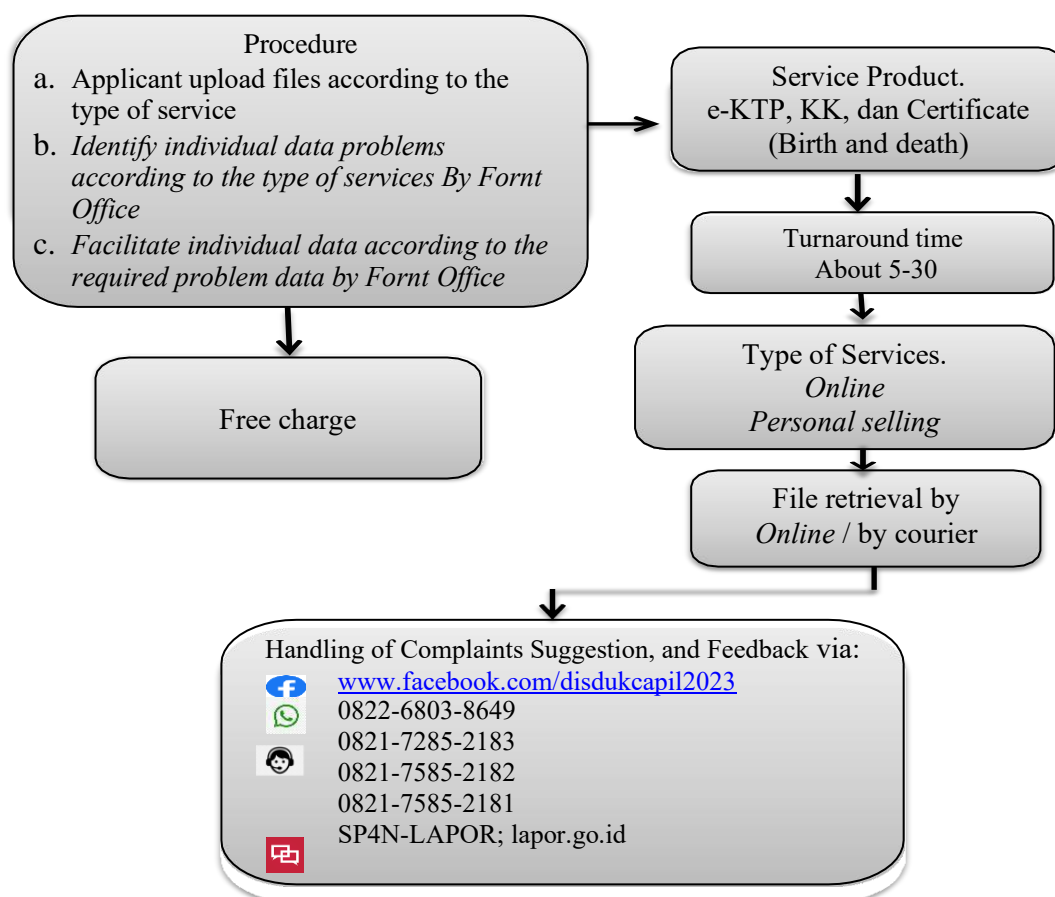 Procedure
a. Applicant upload files according to the
type of service
b. Identify individual data problems
according to the type of services By Fornt
Office
c. Facilitate individual data according to the
required problem data by Fornt Office
Free charge
Service Product.
e-KTP, KK, dan Certificate
(Birth and death)
Turnaround time
About 5-30
Type of Services.
Online
Personal selling
File retrieval by
Online / by courier
Handling of Complaints Suggestion, and Feedback via:
www.facebook.com/disdukcapil2023
0822-6803-8649
0821-7285-2183
0821-7585-2182
0821-7585-2181
SP4N-LAPOR; lapor.go.id